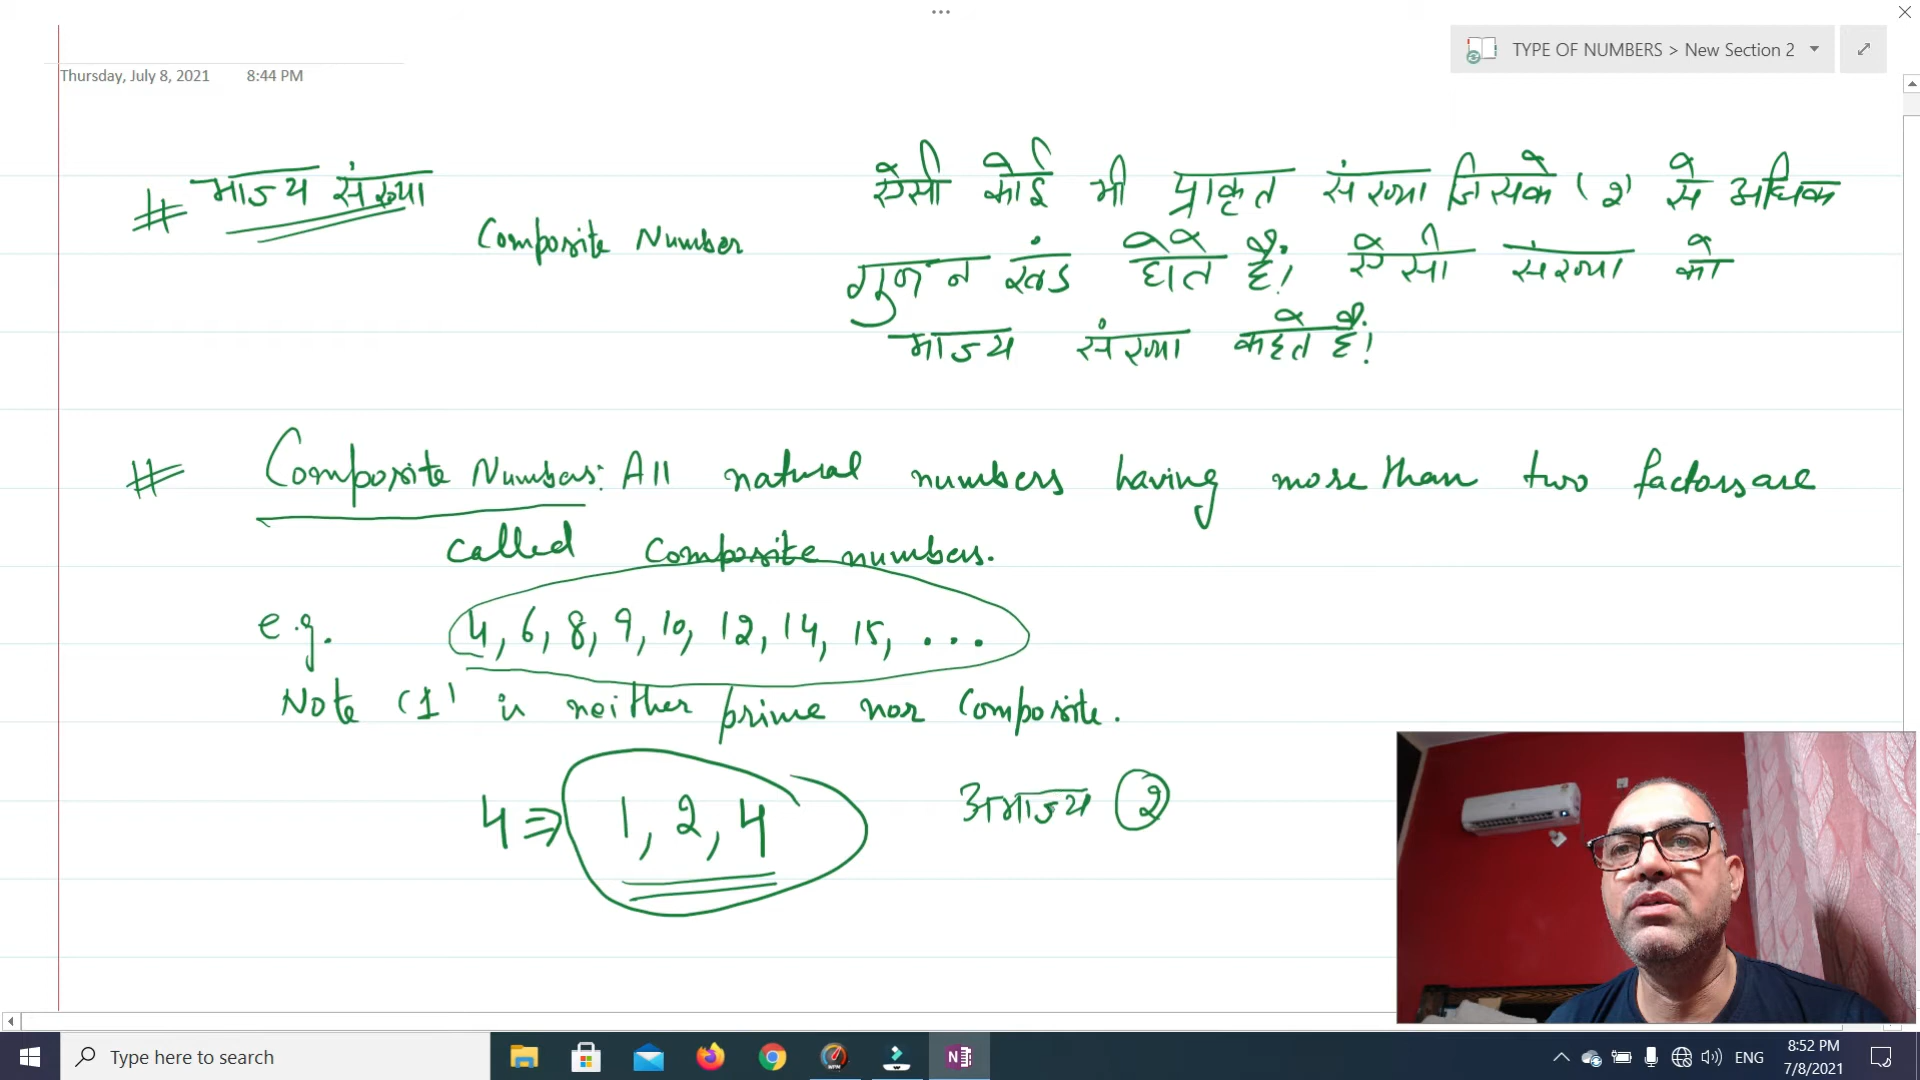 TYPE OF NUMBERS > New Section 2
Thursday, July 8, 2021 8:44 PM
# भाज्य संख्या
Composite Number
ऐसी कोई भी प्राकृत संख्या जिसके '2' से अधिक
गुणन खंड होते हैं! ऐसी संख्या को
भाज्य संख्या कहते हैं!
# Composite Numbers: All natural numbers having more than two factors are
called composite numbers.
e.g. 4, 6, 8, 9, 10, 12, 14, 15, ...
Note '1' is neither prime nor composite.
4 ⇒ 1, 2, 4 अभाज्य 2
Type here to search
ENG
8:52 PM
7/8/2021